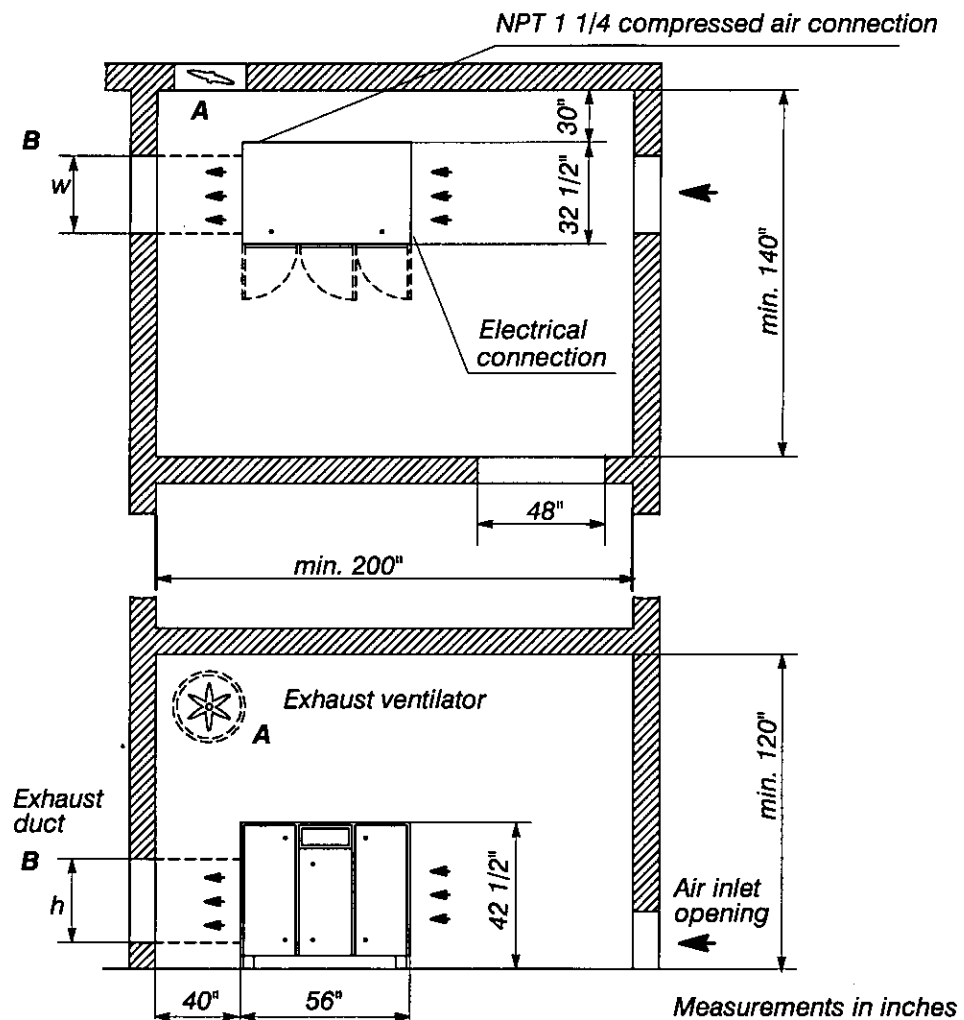 NPT 1 1/4 compressed air connection
A
B
w
30"
32 1/2"
min. 140"
Electrical
connection
48"
min. 200"
Exhaust ventilator
A
min. 120"
Exhaust
duct
B
h
42 1/2"
Air inlet
opening
40"
56"
Measurements in inches